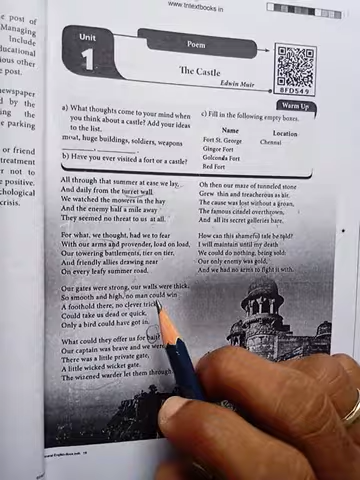 www.tntextbooks.in
e post of
Managing
Include
ducational
ious other
e post.
newspaper
d by the
ing the
e parking
or friend
treatment
r not to
e positive.
chological
crisis.
Unit
1
Poem
The Castle
Edwin Muir
8FD549
Warm Up
a) What thoughts come to your mind when
you think about a castle? Add your ideas
to the list.
moat, huge buildings, soldiers, weapons
b) Have you ever visited a fort or a castle?
c) Fill in the following empty boxes.
Name Location
Fort St. George Chennai
Gingee Fort
Golconda Fort
Red Fort
All through that summer at ease we lay,
And daily from the turret wall
We watched the mowers in the hay
And the enemy half a mile away
They seemed no threat to us at all.
For what, we thought, had we to fear
With our arms and provender, load on load,
Our towering battlements, tier on tier,
And friendly allies drawing near
On every leafy summer road.
Our gates were strong, our walls were thick,
So smooth and high, no man could win
A foothold there, no clever trick
Could take us dead or quick,
Only a bird could have got in.
What could they offer us for bait?
Our captain was brave and we were
There was a little private gate,
A little wicked wicket gate.
The wizened warder let them through
Oh then our maze of tunneled stone
Grew thin and treacherous as air.
The cause was lost without a groan,
The famous citadel overthrown,
And all its secret galleries bare.
How can this shameful tale be told?
I will maintain until my death
We could do nothing, being sold:
Our only enemy was gold,
And we had no arms to fight it with.